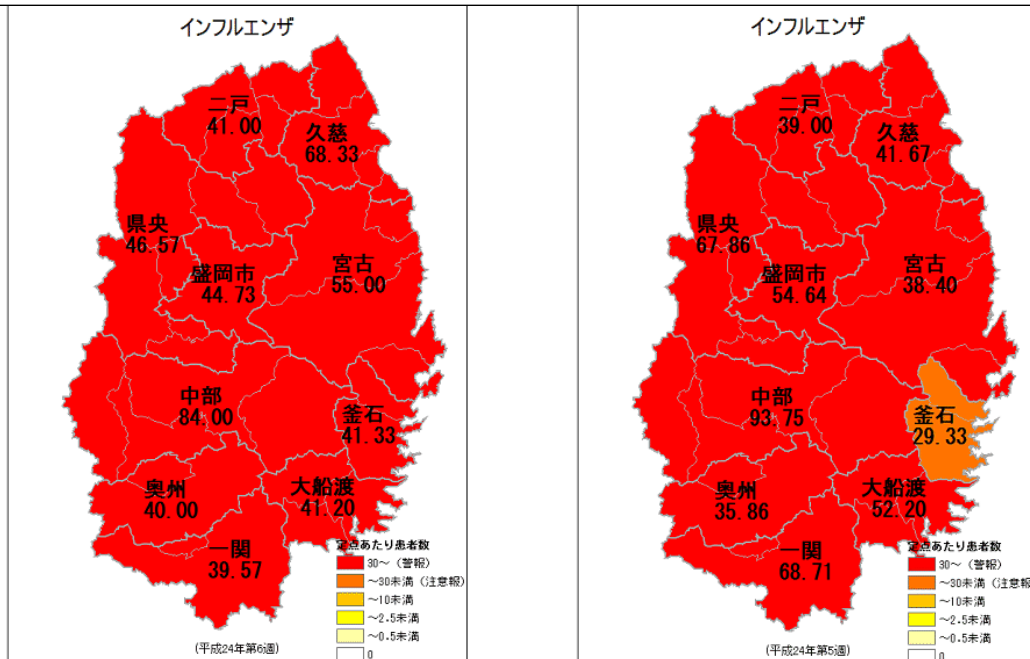 インフルエンザ
二戸
41.00
久慈
68.33
県央
46.57
盛岡市
44.73
宮古
55.00
中部
84.00
釜石
41.33
奥州
40.00
大船渡
41.20
一関
39.57
定点あたり患者数
30～（警報）
～30未満（注意報）
～10未満
～2.5未満
～0.5未満
0
(平成24年第6週)
インフルエンザ
二戸
39.00
久慈
41.67
県央
67.86
盛岡市
54.64
宮古
38.40
中部
93.75
釜石
29.33
奥州
35.86
大船渡
52.20
一関
68.71
定点あたり患者数
30～（警報）
～30未満（注意報
～10未満
～2.5未満
～0.5未満
0
(平成24年第5週)